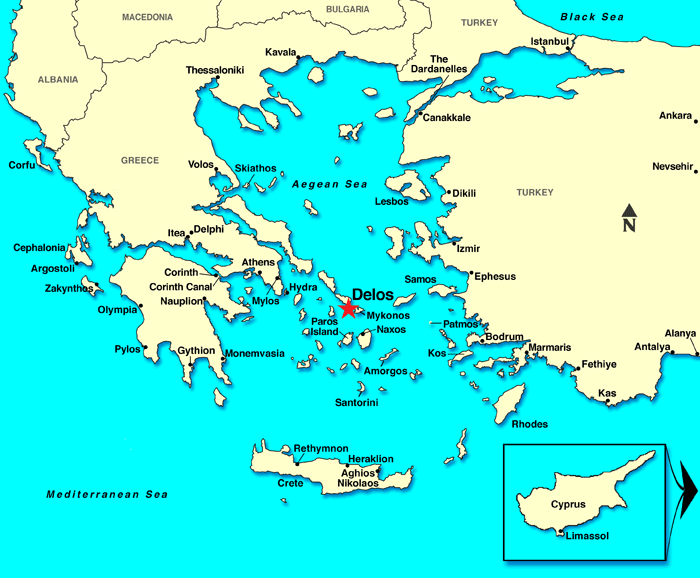 BULGARIA
MACEDONIA
TURKEY
Black Sea
Istanbul
Kavala
The
Dardanelles
Thessaloniki
ALBANIA
Canakkale
Ankara
Corfu
GREECE
Volos
Skiathos
Nevsehir
Aegean Sea
Lesbos
Dikili
TURKEY
N
Itea
Delphi
Cephalonia
Izmir
Argostoli
Athens
Corinth
Ephesus
Samos
Zakynthos
Corinth Canal
Hydra
Delos
Nauplion
Mylos
Olympia
Mykonos
Paros
Island
Naxos
Patmos
Bodrum
Alanya
Pylos
Gythion
Monemvasia
Kos
Marmaris
Antalya
Amorgos
Fethiye
Kas
Santorini
Rhodes
Rethymnon
Heraklion
Aghios
Nikolaos
Crete
Mediterranean Sea
Cyprus
Limassol